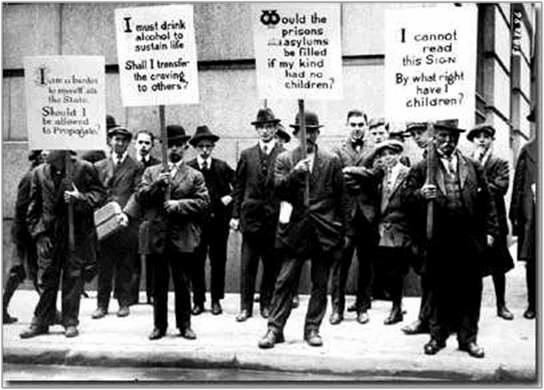 I am a burden
to myself and
the State.
Should I
be allowed
to Propagate?
I must drink
alcohol to
sustain life
Shall I transfer
the craving
to others?
Would the
prisons
asylums
be filled
if my kind
had no
children?
I cannot
read
this SIGN
By what right
have I
children?